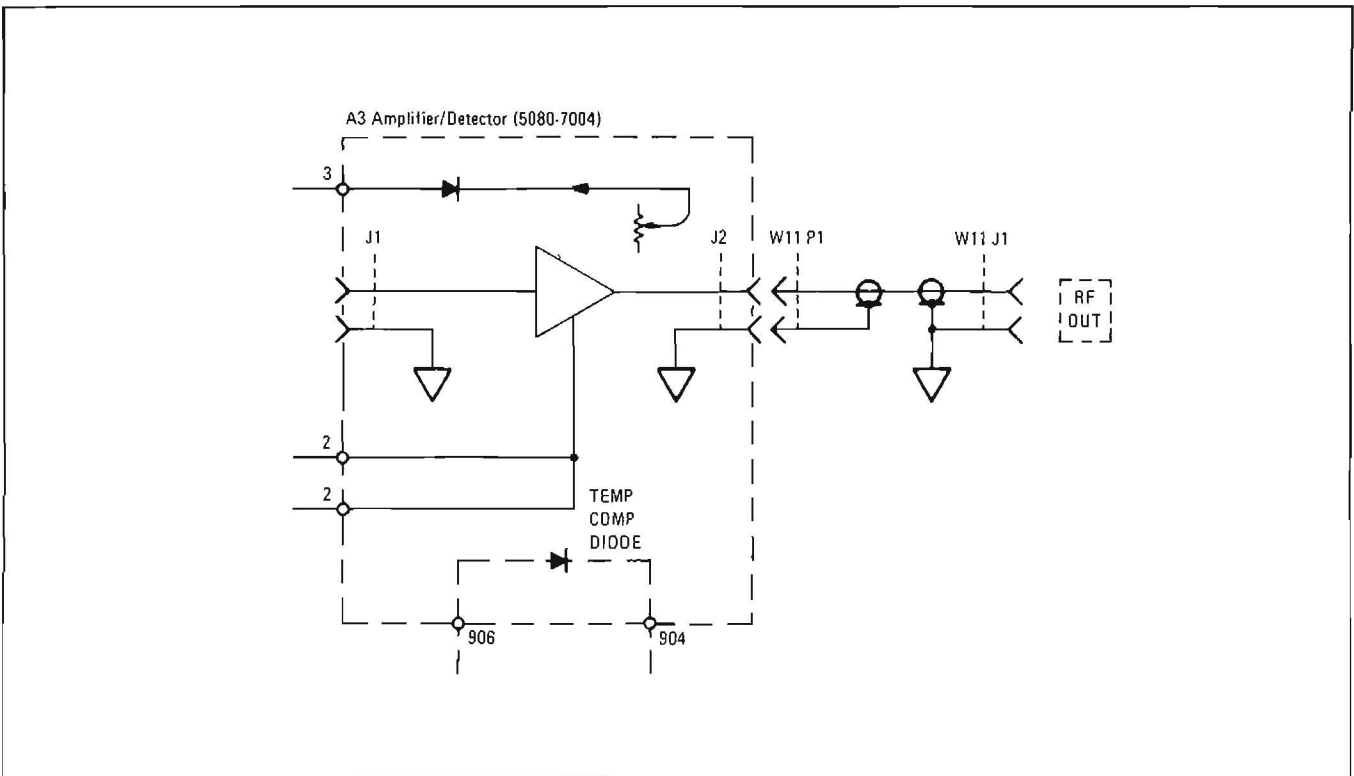 A3 Amplifier/Detector (5080-7004)
3
J1
J2
W11 P1
W11 J1
RF
OUT
2
2
TEMP
COMP
DIODE
906
904